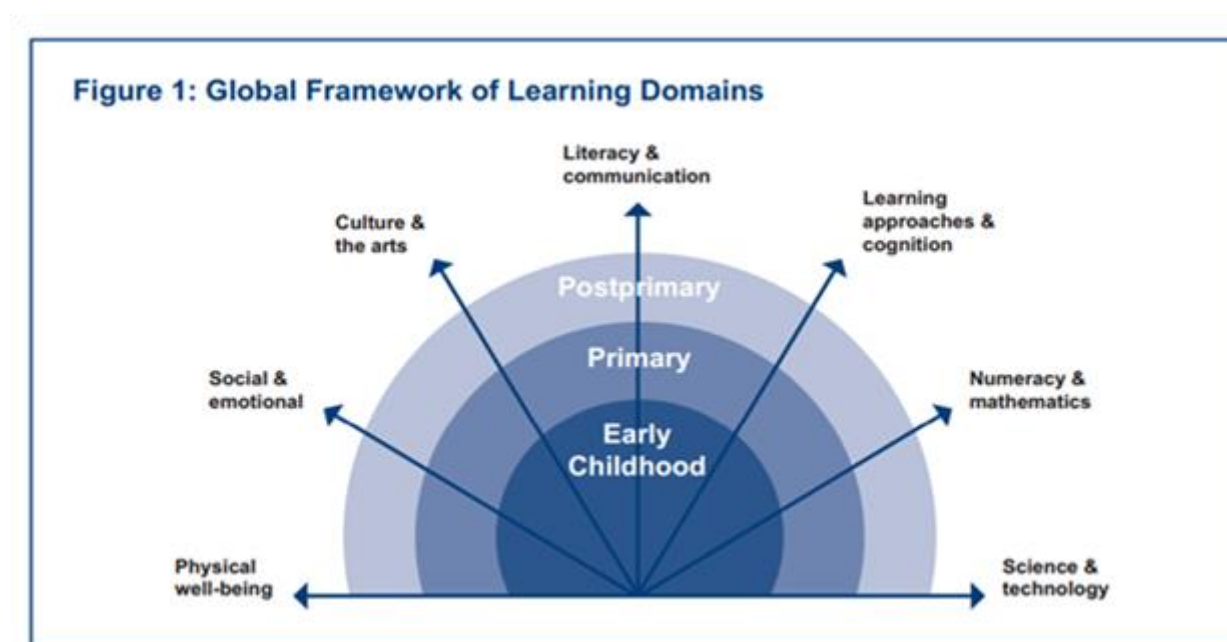 Figure 1: Global Framework of Learning Domains
Literacy &
communication
Learning
approaches &
cognition
Culture &
the arts
Postprimary
Primary
Social &
emotional
Numeracy &
mathematics
Early
Childhood
Physical
well-being
Science &
technology